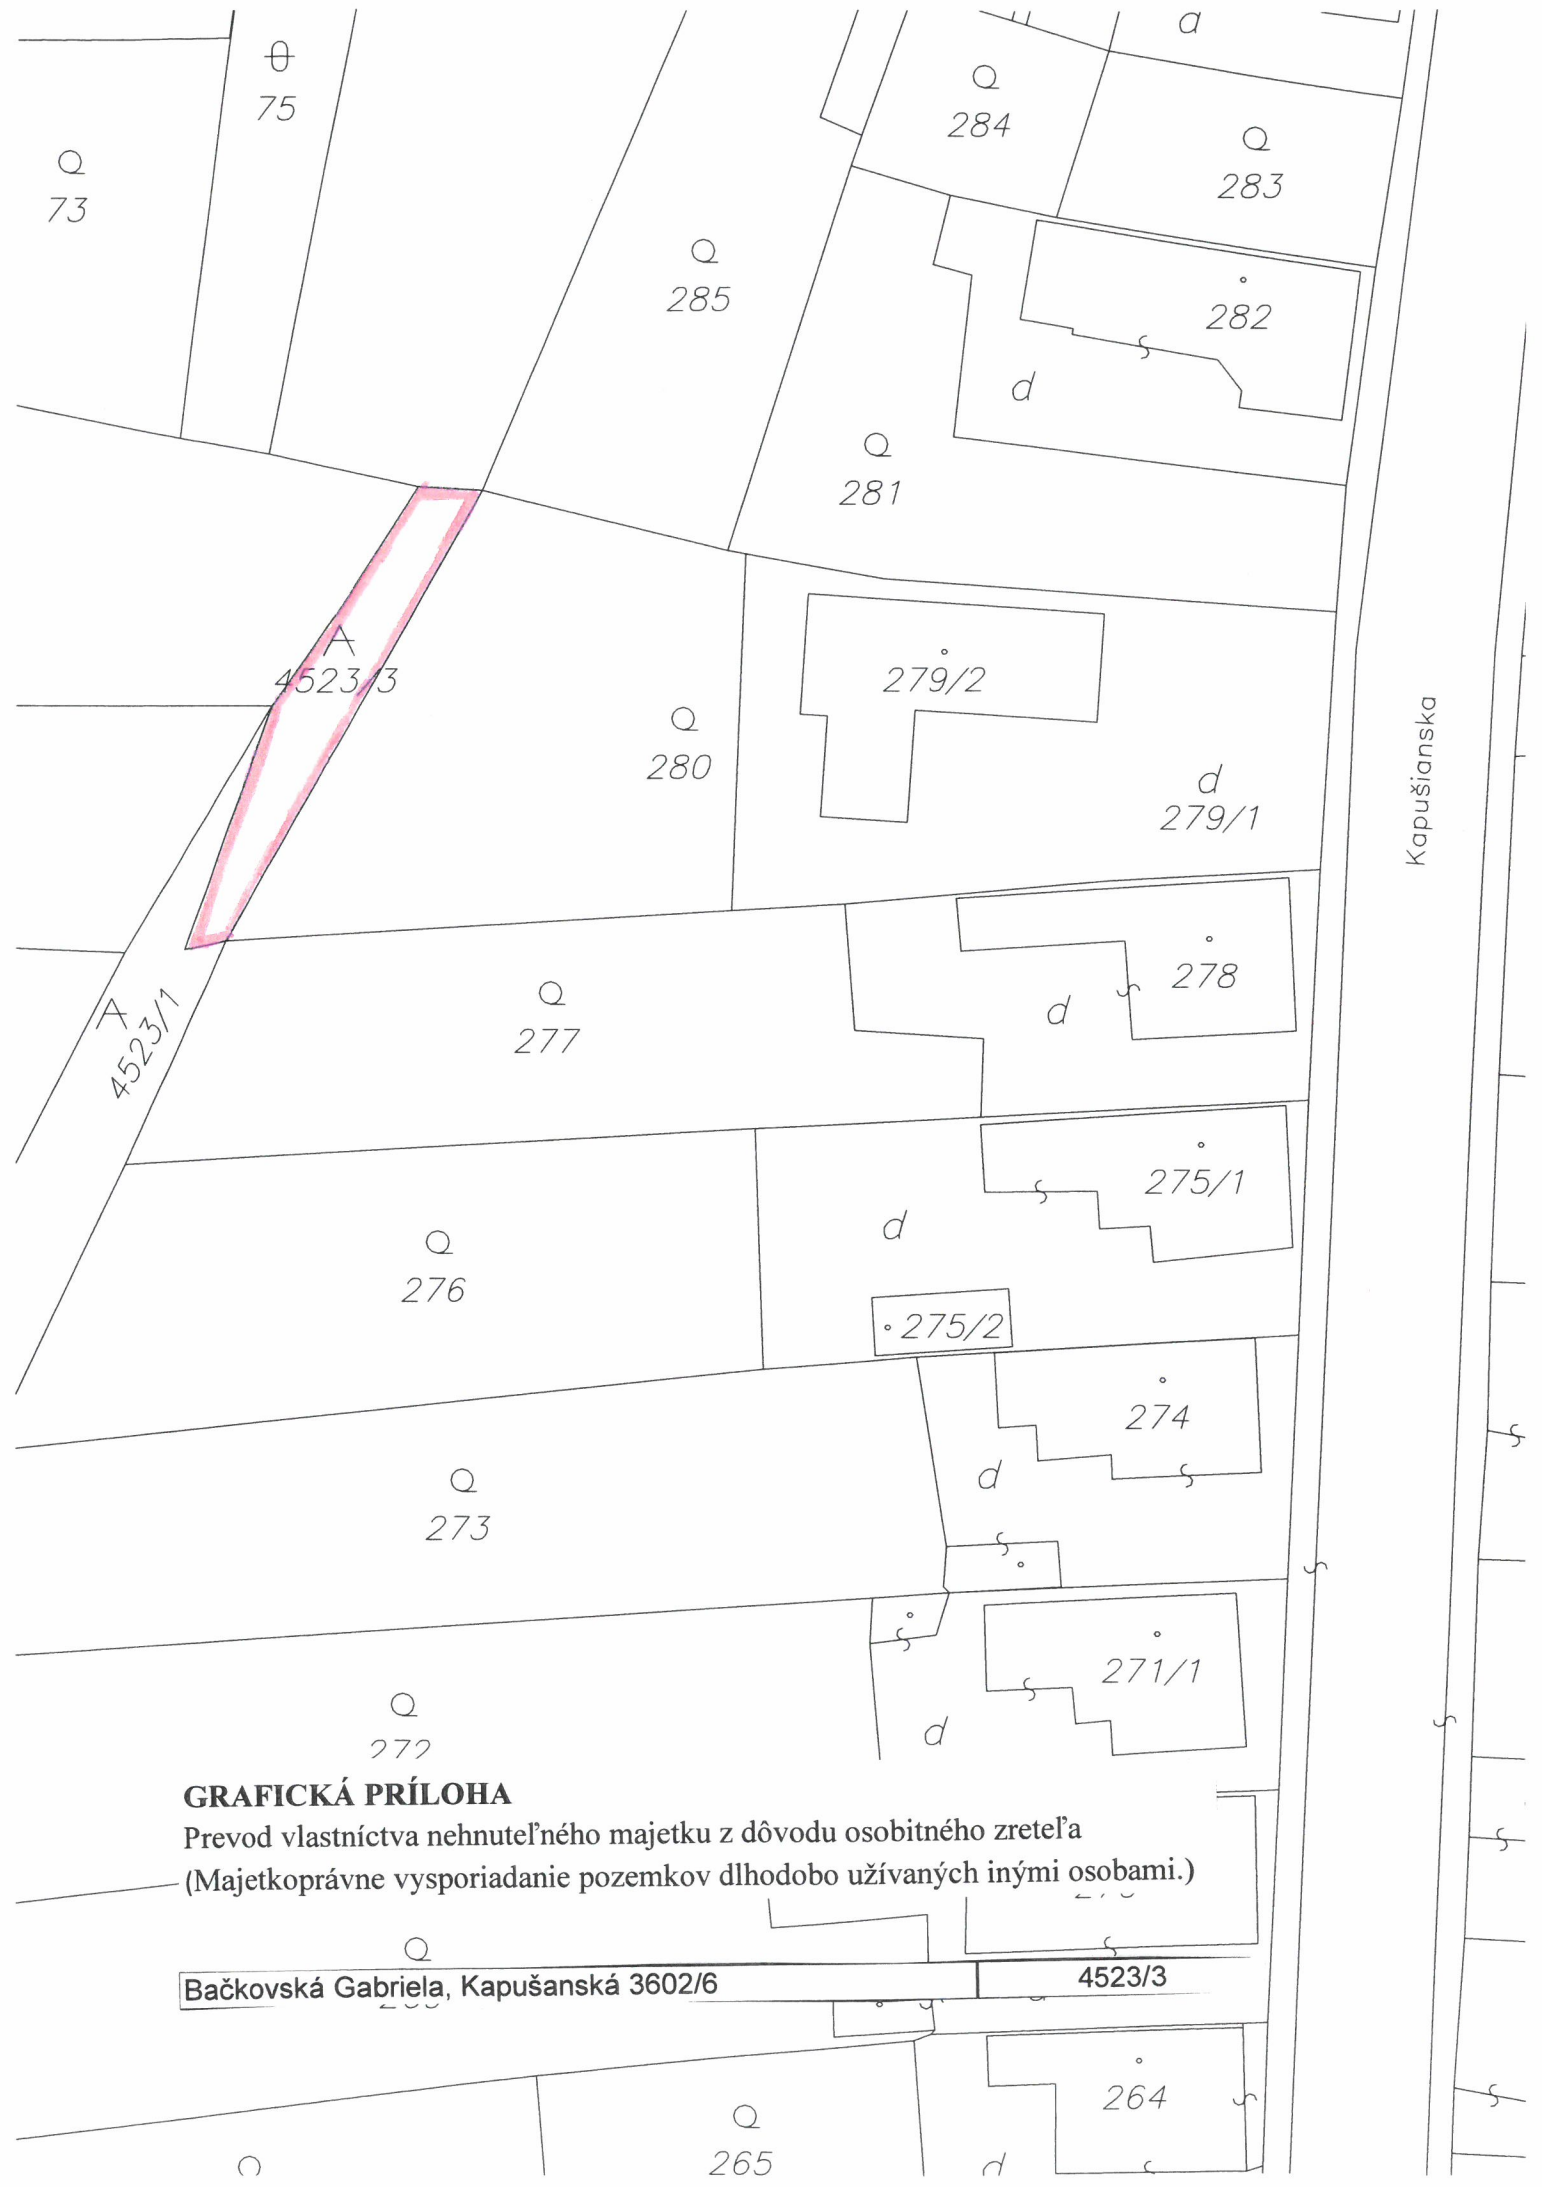 d
75
284
283
73
285
282
d
281
4523/3
279/2
280
d
279/1
Kapušianska
278
277
d
4523/1
275/1
d
276
275/2
274
d
273
271/1
d
272
GRAFICKÁ PRÍLOHA
Prevod vlastníctva nehnuteľného majetku z dôvodu osobitného zreteľa
(Majetkoprávne vysporiadanie pozemkov dlhodobo užívaných inými osobami.)
Bačkovská Gabriela, Kapušanská 3602/6 4523/3
264
265
d